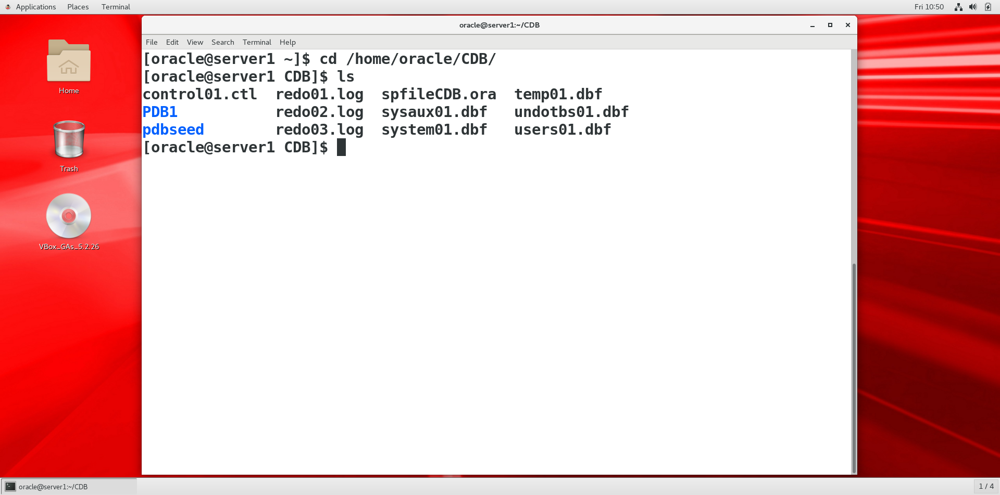 Applications Places Terminal Fri 10:50
oracle@server1:~/CDB
File Edit View Search Terminal Help
[oracle@server1 ~]$ cd /home/oracle/CDB/
[oracle@server1 CDB]$ ls
control01.ctl redo01.log spfileCDB.ora temp01.dbf
PDB1 redo02.log sysaux01.dbf undotbs01.dbf
pdbseed redo03.log system01.dbf users01.dbf
[oracle@server1 CDB]$
Home
Trash
VBox_GAs_5.2.26
oracle@server1:~/CDB 1 / 4